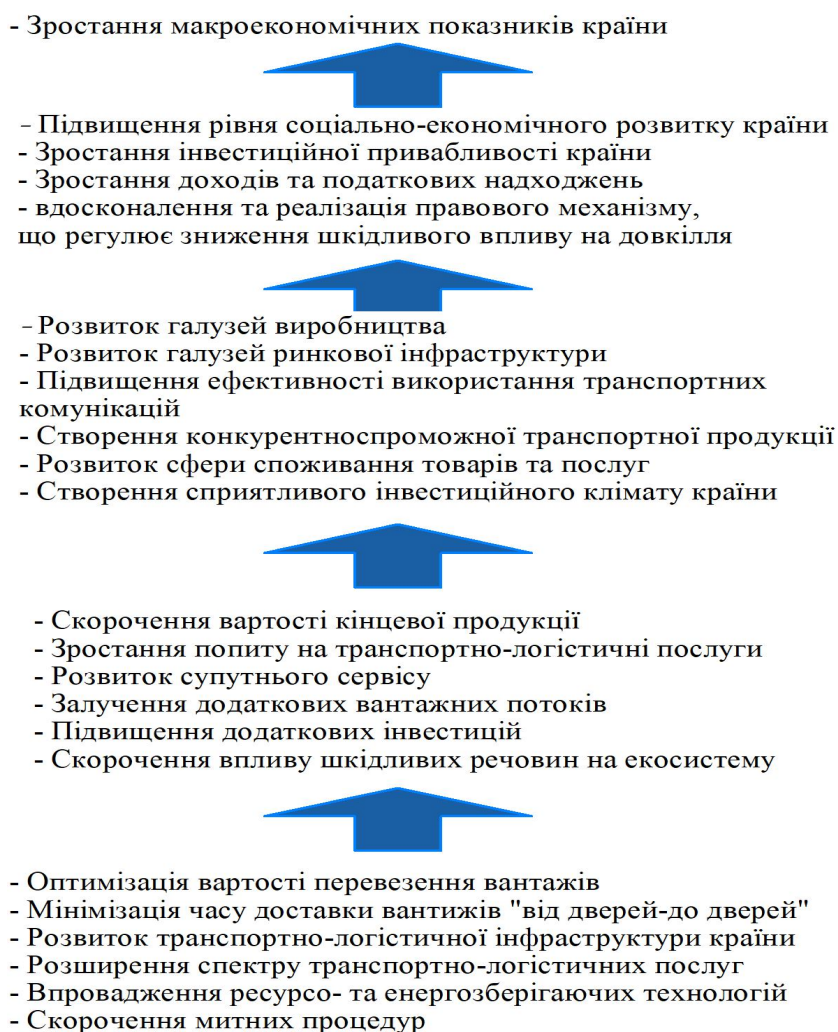 - Зростання макроекономічних показників країни
- Підвищення рівня соціально-економічного розвитку країни
- Зростання інвестиційної привабливості країни
- Зростання доходів та податкових надходжень
- вдосконалення та реалізація правового механізму,
що регулює зниження шкідливого впливу на довкілля
- Розвиток галузей виробництва
- Розвиток галузей ринкової інфраструктури
- Підвищення ефективності використання транспортних
комунікацій
- Створення конкурентноспроможної транспортної продукції
- Розвиток сфери споживання товарів та послуг
- Створення сприятливого інвестиційного клімату країни
- Скорочення вартості кінцевої продукції
- Зростання попиту на транспортно-логістичні послуги
- Розвиток супутнього сервісу
- Залучення додаткових вантажних потоків
- Підвищення додаткових інвестицій
- Скорочення впливу шкідливих речовин на екосистему
- Оптимізація вартості перевезення вантажів
- Мінімізація часу доставки вантижів "від дверей-до дверей"
- Розвиток транспортно-логістичної інфраструктури країни
- Розширення спектру транспортно-логістичних послуг
- Впровадження ресурсо- та енергозберігаючих технологій
- Скорочення митних процедур